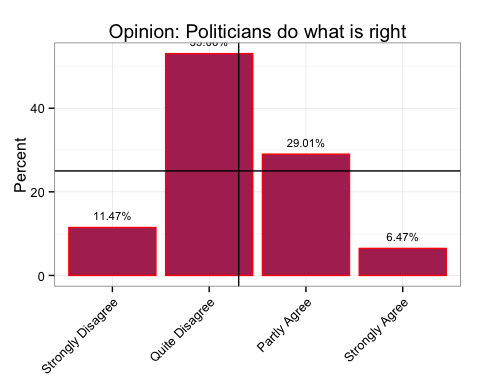 Opinion: Politicians do what is right
Percent
40
20
0
11.47%
29.01%
6.47%
Strongly Disagree
Quite Disagree
Partly Agree
Strongly Agree